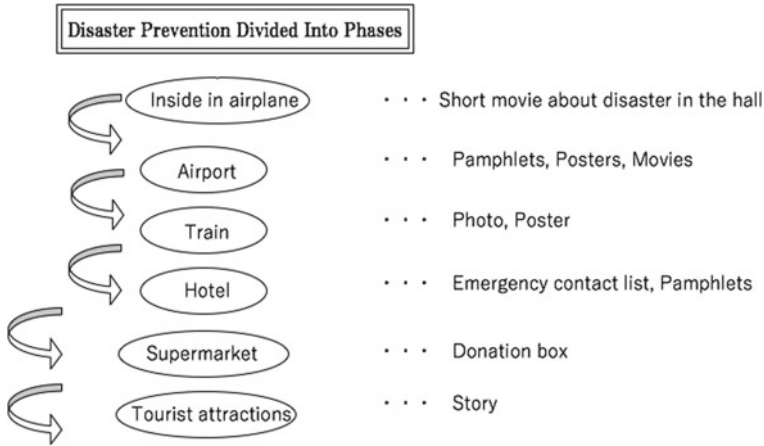 Disaster Prevention Divided Into Phases
Inside in airplane ・・・ Short movie about disaster in the hall
Airport ・・・ Pamphlets, Posters, Movies
Train ・・・ Photo, Poster
Hotel ・・・ Emergency contact list, Pamphlets
Supermarket ・・・ Donation box
Tourist attractions ・・・ Story